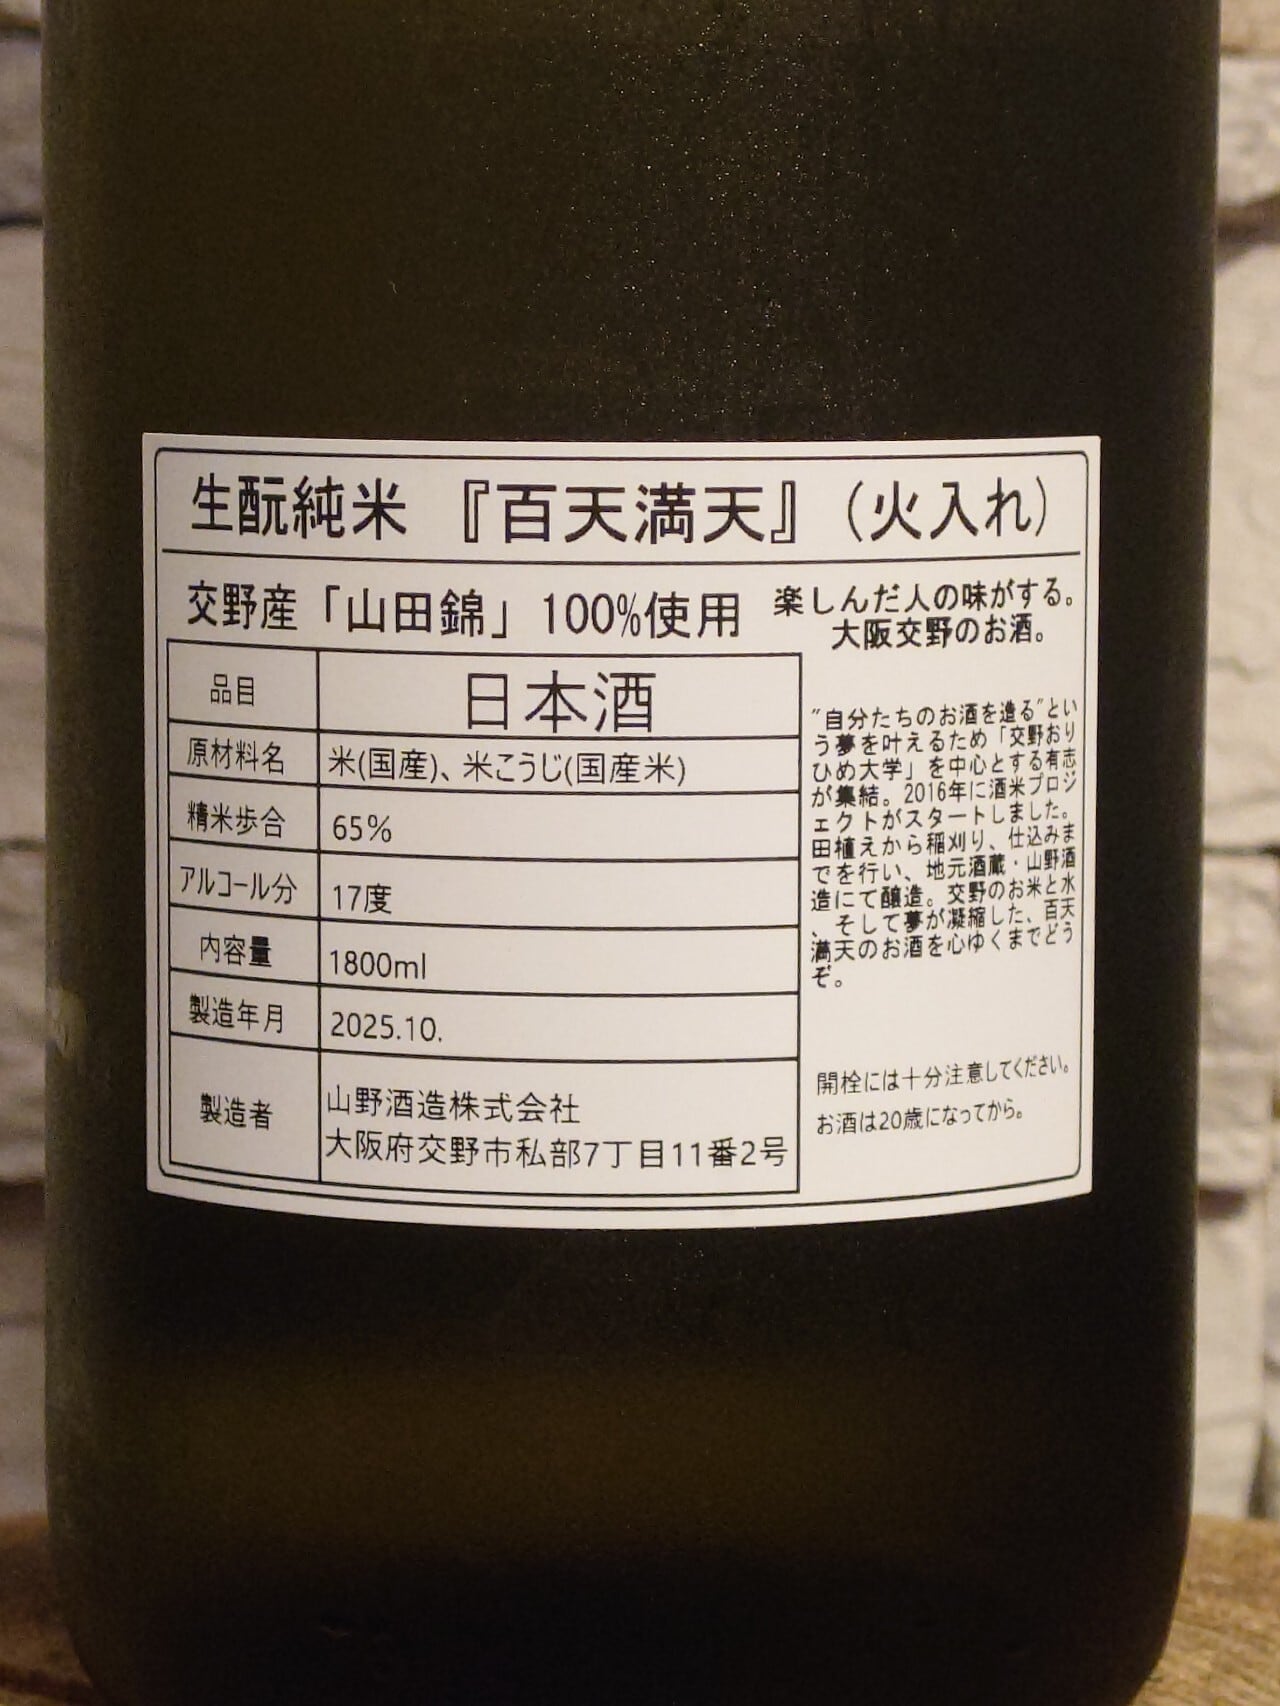 生酛純米 『百天満天』（火入れ）
交野産「山田錦」100%使用
楽しんだ人の味がする。
大阪交野のお酒。
品目 日本酒
原材料名 米(国産)、米こうじ(国産米)
精米歩合 65%
アルコール分 17度
内容量 1800ml
製造年月 2025.10.
製造者 山野酒造株式会社
大阪府交野市私部7丁目11番2号
"自分たちのお酒を造る"とい
う夢を叶えるため「交野おり
ひめ大学」を中心とする有志
が集結。2016年に酒米プロジ
ェクトがスタートしました。
田植えから稲刈り、仕込みま
でを行い、地元酒蔵・山野酒
造にて醸造。交野のお米と水
、そして夢が凝縮した、百天
満天のお酒を心ゆくまでどう
ぞ。
開栓には十分注意してください。
お酒は20歳になってから。